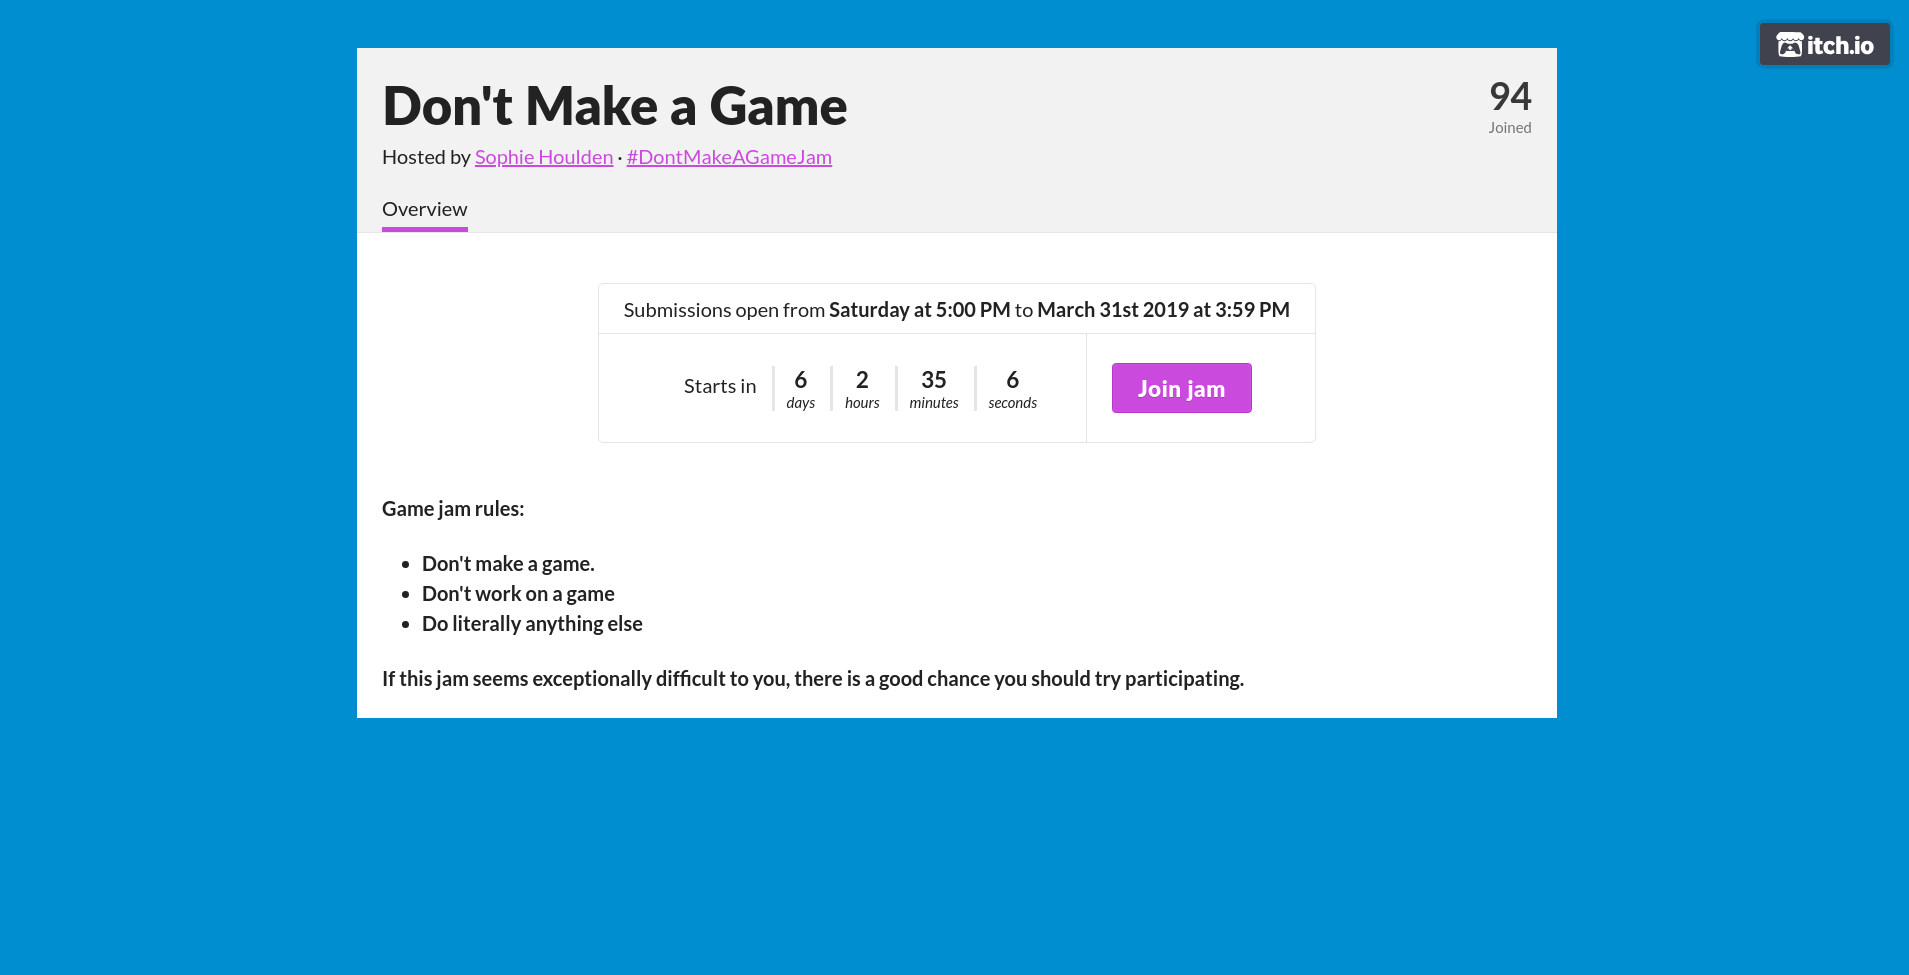 itch.io
Don't Make a Game
94
Joined
Hosted by Sophie Houlden · #DontMakeAGameJam
Overview
Submissions open from Saturday at 5:00 PM to March 31st 2019 at 3:59 PM
Starts in
6 days
2 hours
35 minutes
6 seconds
Join jam
Game jam rules:
• Don't make a game.
• Don't work on a game
• Do literally anything else
If this jam seems exceptionally difficult to you, there is a good chance you should try participating.